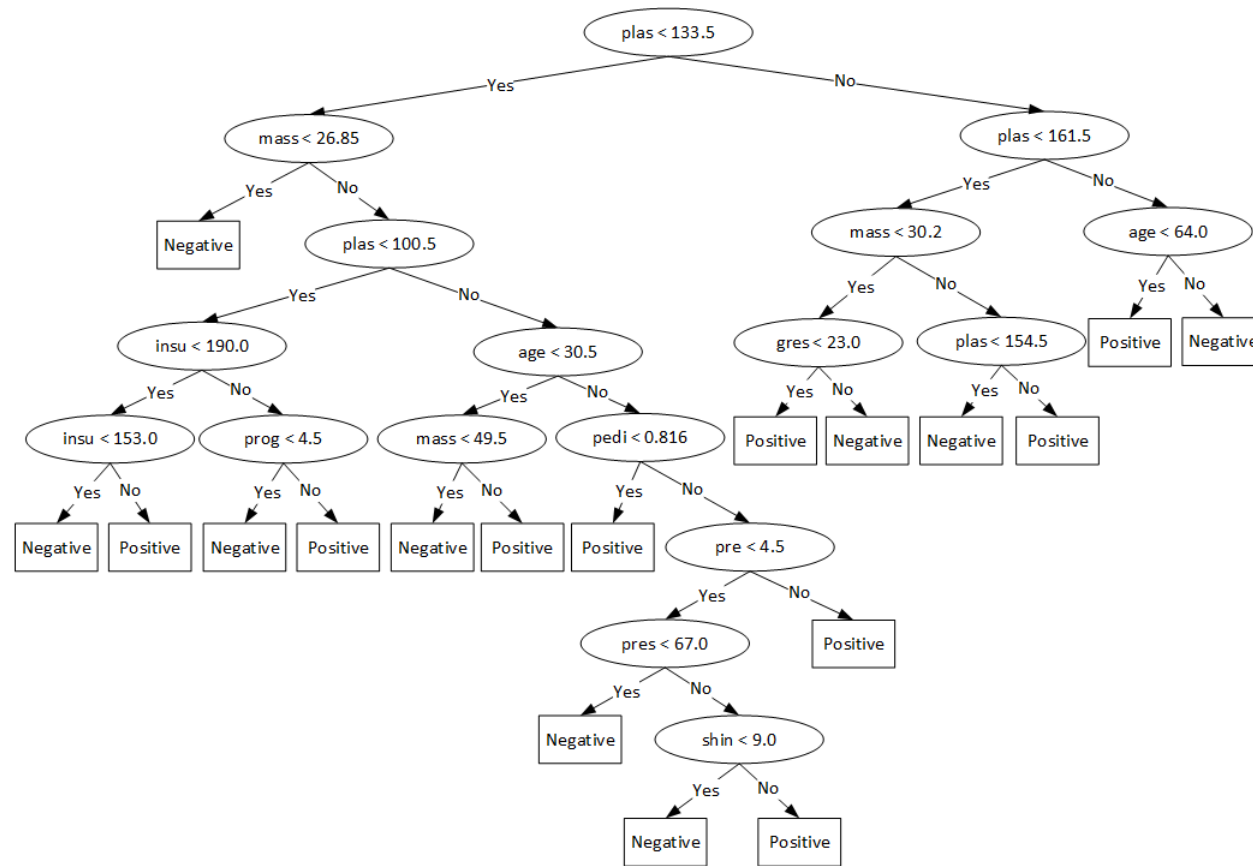 plas < 133.5
Yes
No
mass < 26.85
plas < 161.5
Yes
No
Yes
No
Negative
plas < 100.5
mass < 30.2
age < 64.0
Yes
No
Yes
No
Yes
No
insu < 190.0
age < 30.5
gres < 23.0
plas < 154.5
Positive
Negative
Yes
No
Yes
No
Yes
No
Yes
No
insu < 153.0
prog < 4.5
mass < 49.5
pedi < 0.816
Positive
Negative
Negative
Positive
Yes
No
Yes
No
Yes
No
Yes
No
Negative
Positive
Negative
Positive
Negative
Positive
Positive
pre < 4.5
Yes
No
pres < 67.0
Positive
Yes
No
Negative
shin < 9.0
Yes
No
Negative
Positive